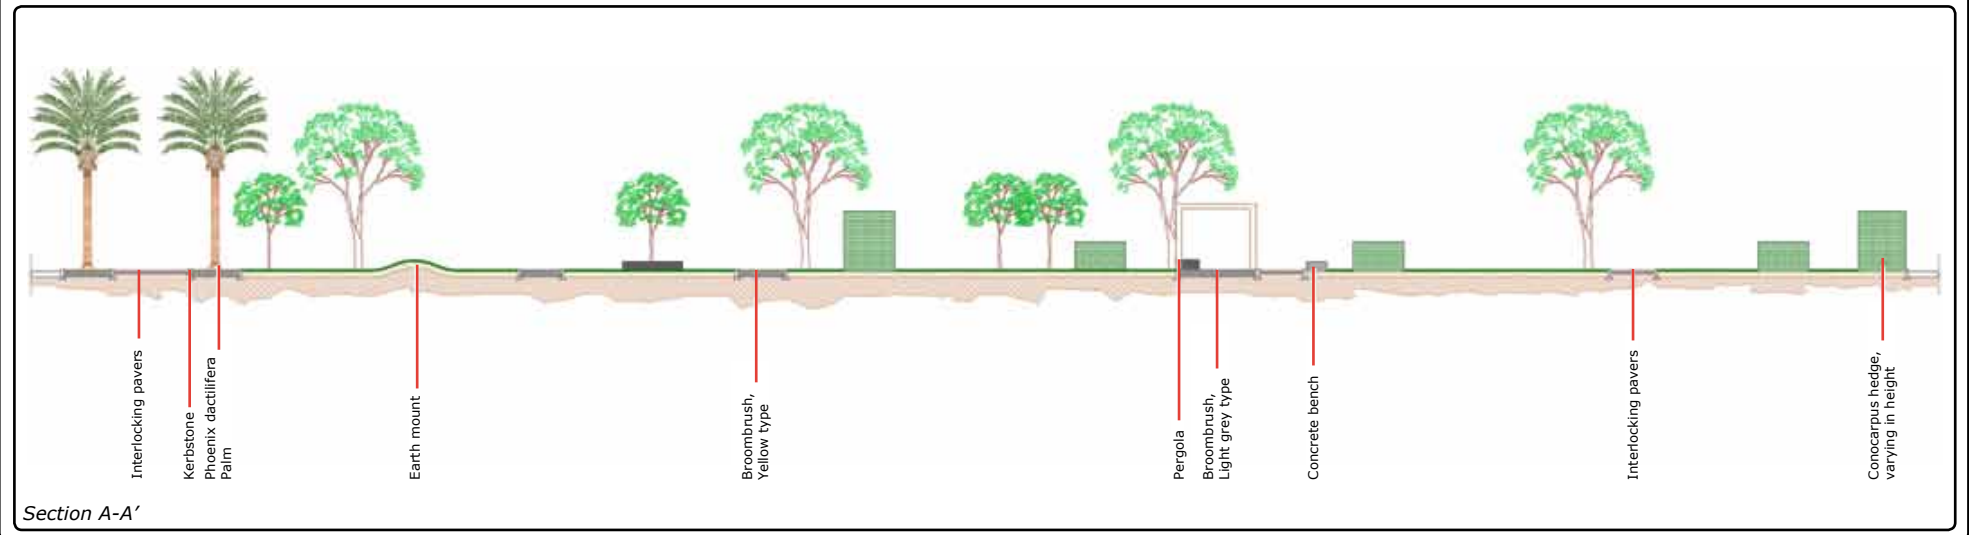 Interlocking pavers
Kerbstone
Phoenix dactilifera
Palm
Earth mount
Broombrush,
Yellow type
Pergola
Broombrush,
Light grey type
Concrete bench
Interlocking pavers
Conocarpus hedge,
varying in height
Section A-A’